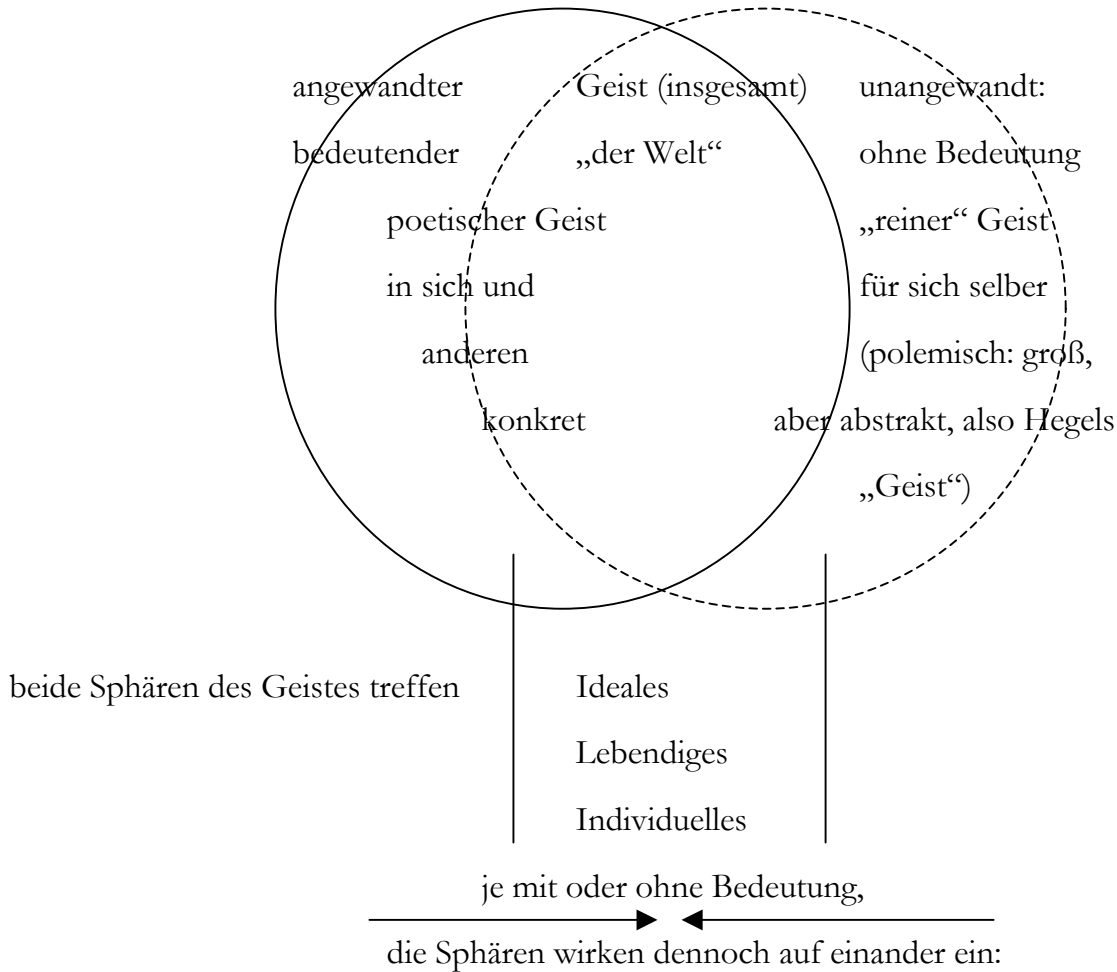 angewandter Geist (insgesamt) unangewandt:
bedeutender „der Welt“ ohne Bedeutung
poetischer Geist „reiner“ Geist
in sich und für sich selber
anderen (polemisch: groß,
konkret aber abstrakt, also Hegels
„Geist“)
beide Sphären des Geistes treffen Ideales
Lebendiges
Individuelles
je mit oder ohne Bedeutung,
die Sphären wirken dennoch auf einander ein: